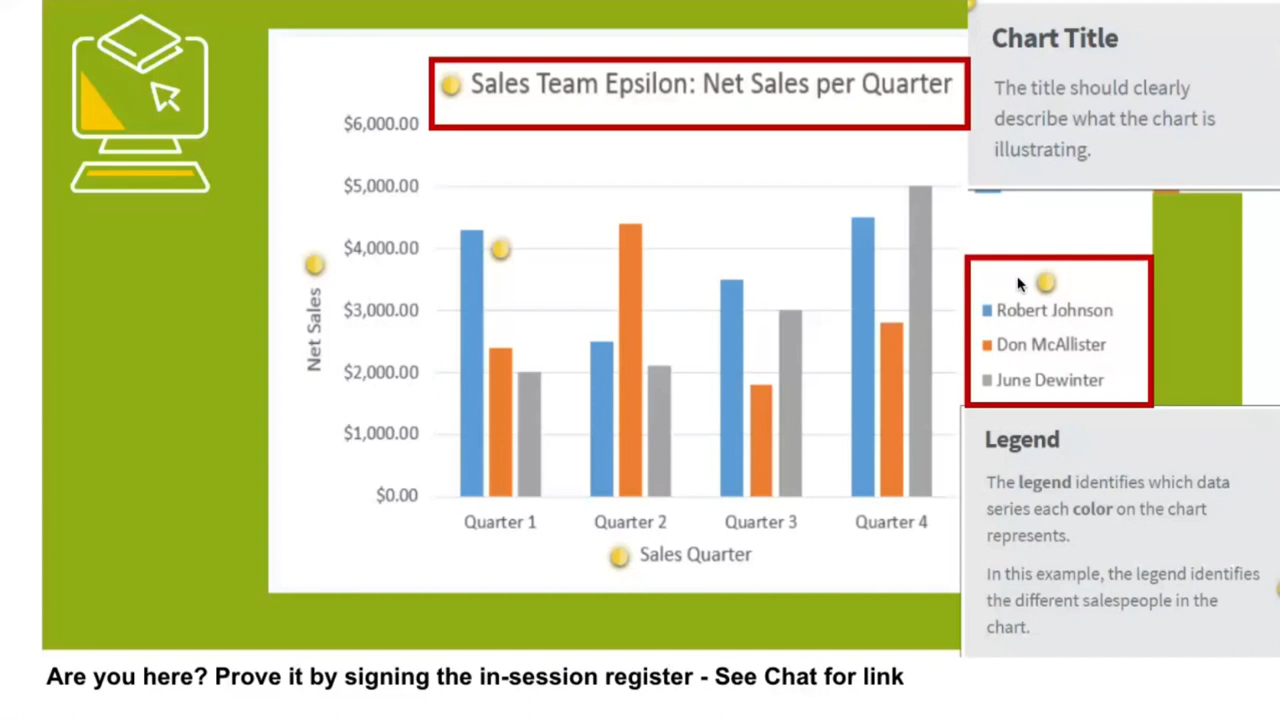 Sales Team Epsilon: Net Sales per Quarter
$6,000.00
$5,000.00
$4,000.00
$3,000.00
$2,000.00
$1,000.00
$0.00
Net Sales
Quarter 1
Quarter 2
Quarter 3
Quarter 4
Sales Quarter
Chart Title
The title should clearly
describe what the chart is
illustrating.
Robert Johnson
Don McAllister
June Dewinter
Legend
The legend identifies which data
series each color on the chart
represents.
In this example, the legend identifies
the different salespeople in the
chart.
Are you here? Prove it by signing the in-session register - See Chat for link